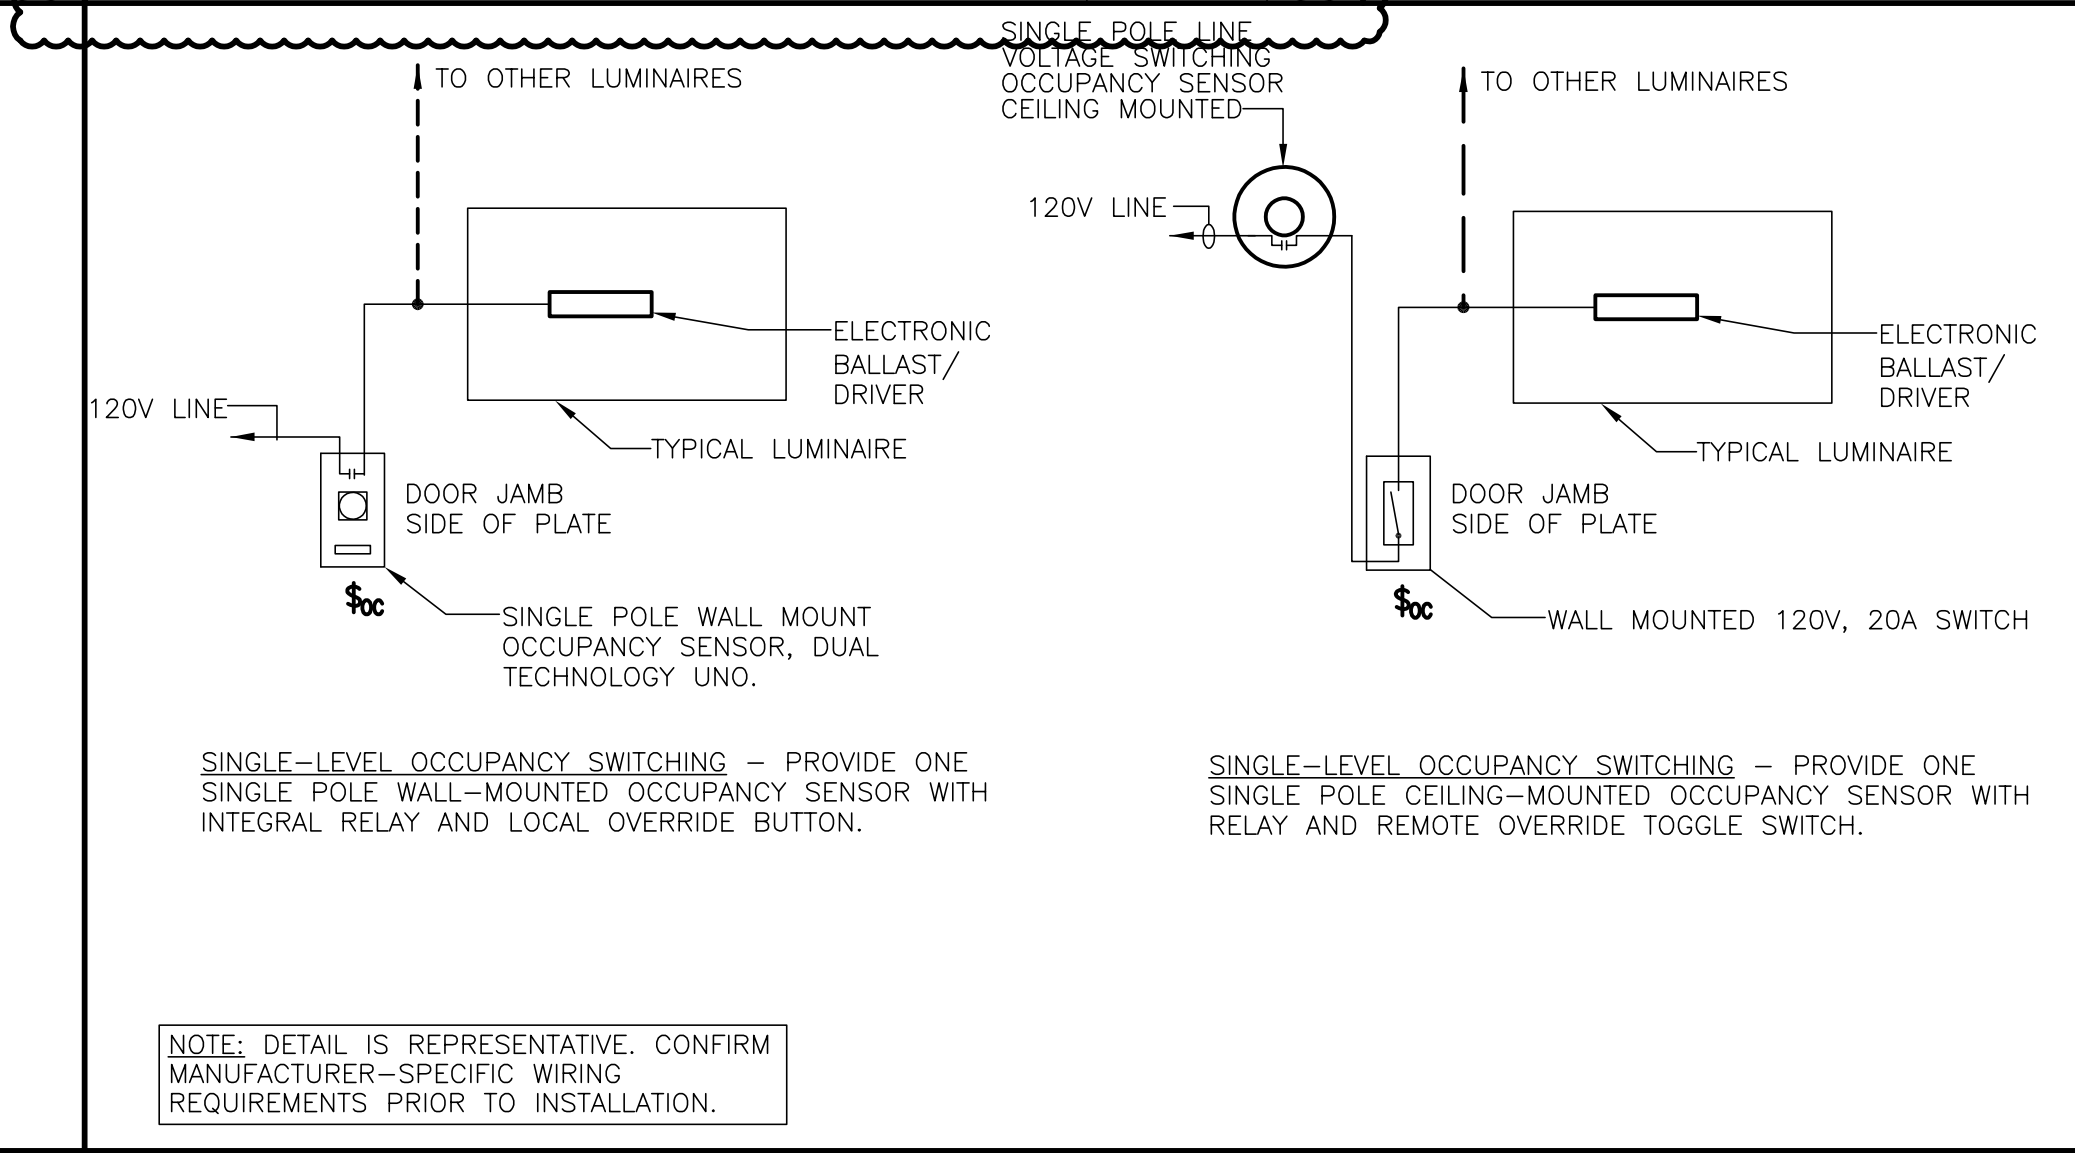 TO OTHER LUMINAIRES
120V LINE
ELECTRONIC
BALLAST/
DRIVER
TYPICAL LUMINAIRE
DOOR JAMB
SIDE OF PLATE
$OC
SINGLE POLE WALL MOUNT
OCCUPANCY SENSOR, DUAL
TECHNOLOGY UNO.
SINGLE-LEVEL OCCUPANCY SWITCHING – PROVIDE ONE
SINGLE POLE WALL-MOUNTED OCCUPANCY SENSOR WITH
INTEGRAL RELAY AND LOCAL OVERRIDE BUTTON.
SINGLE POLE LINE
VOLTAGE SWITCHING
OCCUPANCY SENSOR
CEILING MOUNTED
TO OTHER LUMINAIRES
120V LINE
ELECTRONIC
BALLAST/
DRIVER
TYPICAL LUMINAIRE
DOOR JAMB
SIDE OF PLATE
$OC
WALL MOUNTED 120V, 20A SWITCH
SINGLE-LEVEL OCCUPANCY SWITCHING – PROVIDE ONE
SINGLE POLE CEILING-MOUNTED OCCUPANCY SENSOR WITH
RELAY AND REMOTE OVERRIDE TOGGLE SWITCH.
NOTE: DETAIL IS REPRESENTATIVE. CONFIRM
MANUFACTURER-SPECIFIC WIRING
REQUIREMENTS PRIOR TO INSTALLATION.